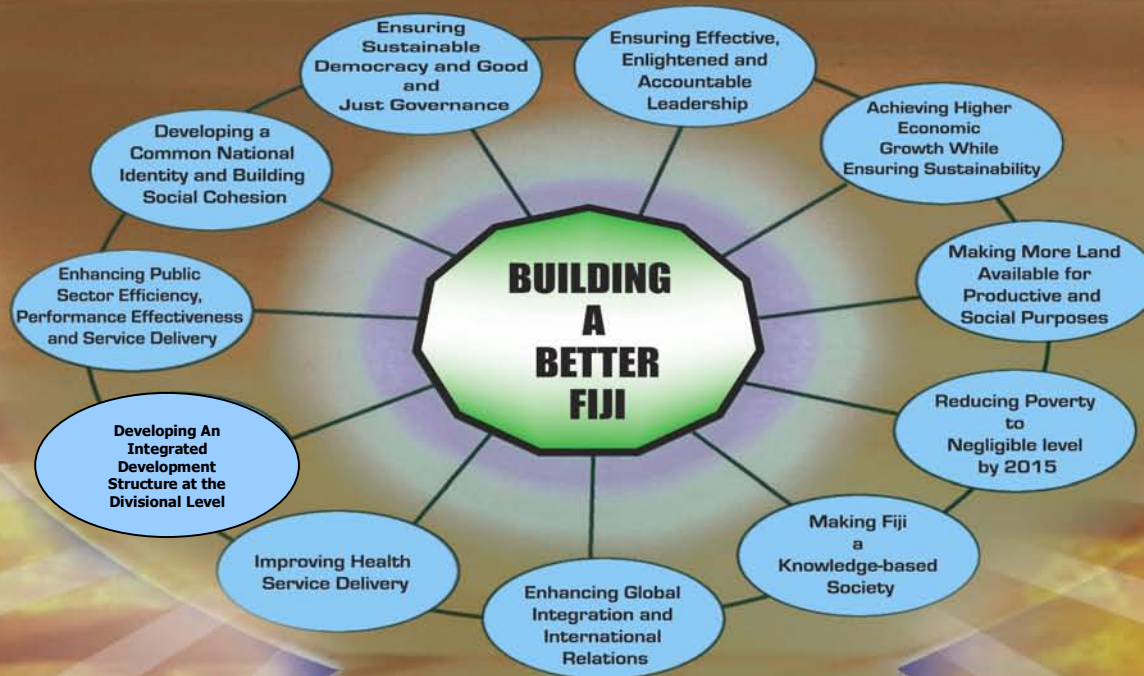 Ensuring
Sustainable
Democracy and Good
and
Just Governance
Ensuring Effective,
Enlightened and
Accountable
Leadership
Achieving Higher
Economic
Growth While
Ensuring Sustainability
Making More Land
Available for
Productive and
Social Purposes
Reducing Poverty
to
Negligible level
by 2015
Making Fiji
a
Knowledge-based
Society
Enhancing Global
Integration and
International
Relations
Improving Health
Service Delivery
Developing An
Integrated
Development
Structure at the
Divisional Level
Enhancing Public
Sector Efficiency,
Performance Effectiveness
and Service Delivery
Developing a
Common National
Identity and Building
Social Cohesion
BUILDING
A
BETTER
FIJI